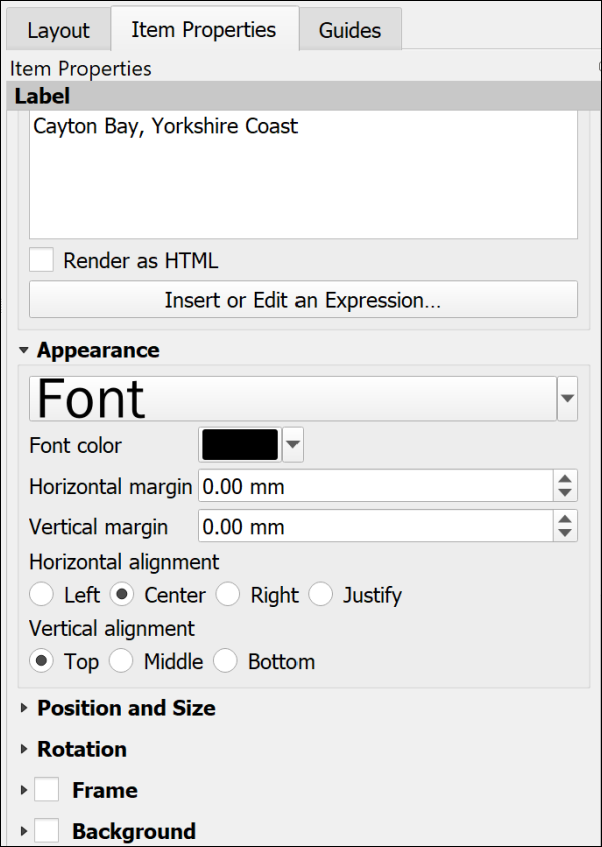 Layout Item Properties Guides
Item Properties
Label
Cayton Bay, Yorkshire Coast
Render as HTML
Insert or Edit an Expression...
Appearance
Font
Font color
Horizontal margin 0.00 mm
Vertical margin 0.00 mm
Horizontal alignment
Left Center Right Justify
Vertical alignment
Top Middle Bottom
Position and Size
Rotation
Frame
Background